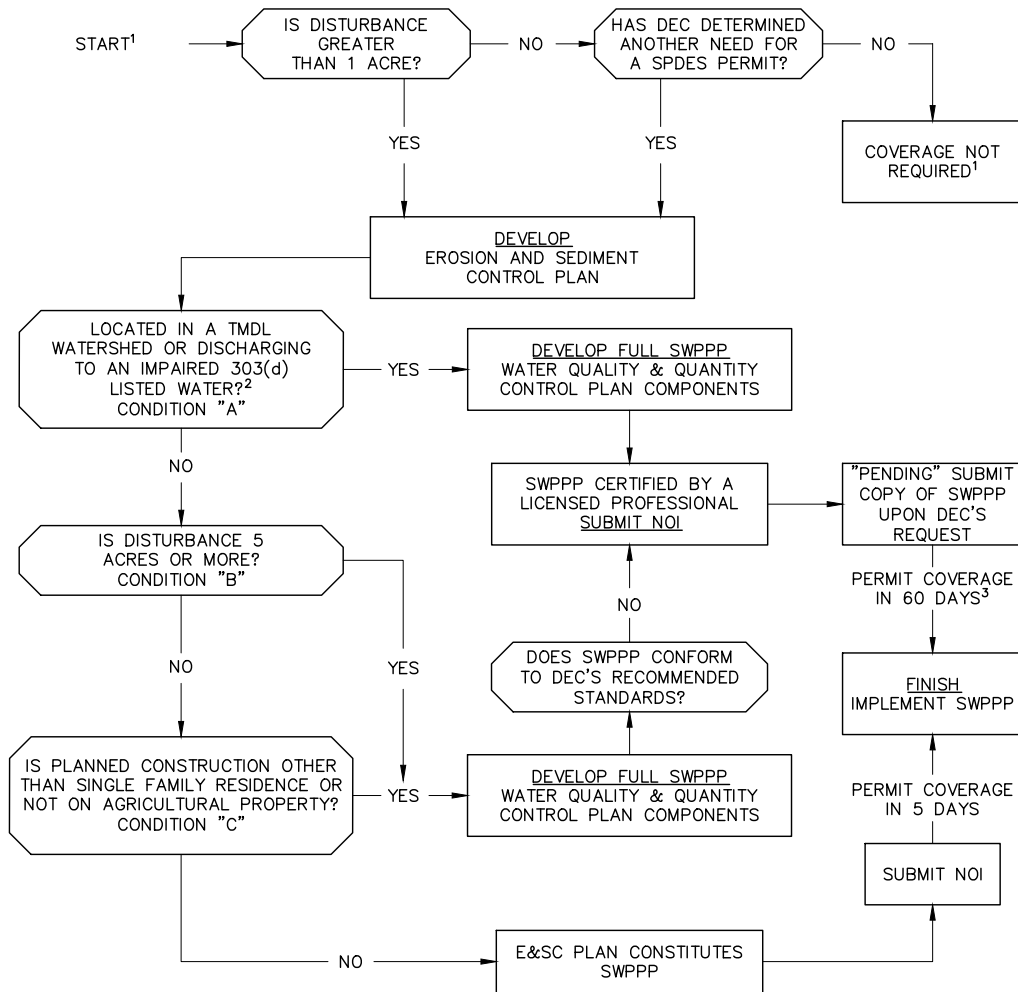 START¹
IS DISTURBANCE
GREATER
THAN 1 ACRE?
NO
HAS DEC DETERMINED
ANOTHER NEED FOR
A SPDES PERMIT?
NO
YES
YES
COVERAGE NOT
REQUIRED¹
DEVELOP
EROSION AND SEDIMENT
CONTROL PLAN
LOCATED IN A TMDL
WATERSHED OR DISCHARGING
TO AN IMPAIRED 303(d)
LISTED WATER?²
CONDITION "A"
YES
DEVELOP FULL SWPPP
WATER QUALITY & QUANTITY
CONTROL PLAN COMPONENTS
NO
SWPPP CERTIFIED BY A
LICENSED PROFESSIONAL
SUBMIT NOI
"PENDING" SUBMIT
COPY OF SWPPP
UPON DEC'S
REQUEST
IS DISTURBANCE 5
ACRES OR MORE?
CONDITION "B"
PERMIT COVERAGE
IN 60 DAYS³
NO
YES
NO
DOES SWPPP CONFORM
TO DEC'S RECOMMENDED
STANDARDS?
FINISH
IMPLEMENT SWPPP
IS PLANNED CONSTRUCTION OTHER
THAN SINGLE FAMILY RESIDENCE OR
NOT ON AGRICULTURAL PROPERTY?
CONDITION "C"
YES
DEVELOP FULL SWPPP
WATER QUALITY & QUANTITY
CONTROL PLAN COMPONENTS
PERMIT COVERAGE
IN 5 DAYS
SUBMIT NOI
NO
E&SC PLAN CONSTITUTES
SWPPP